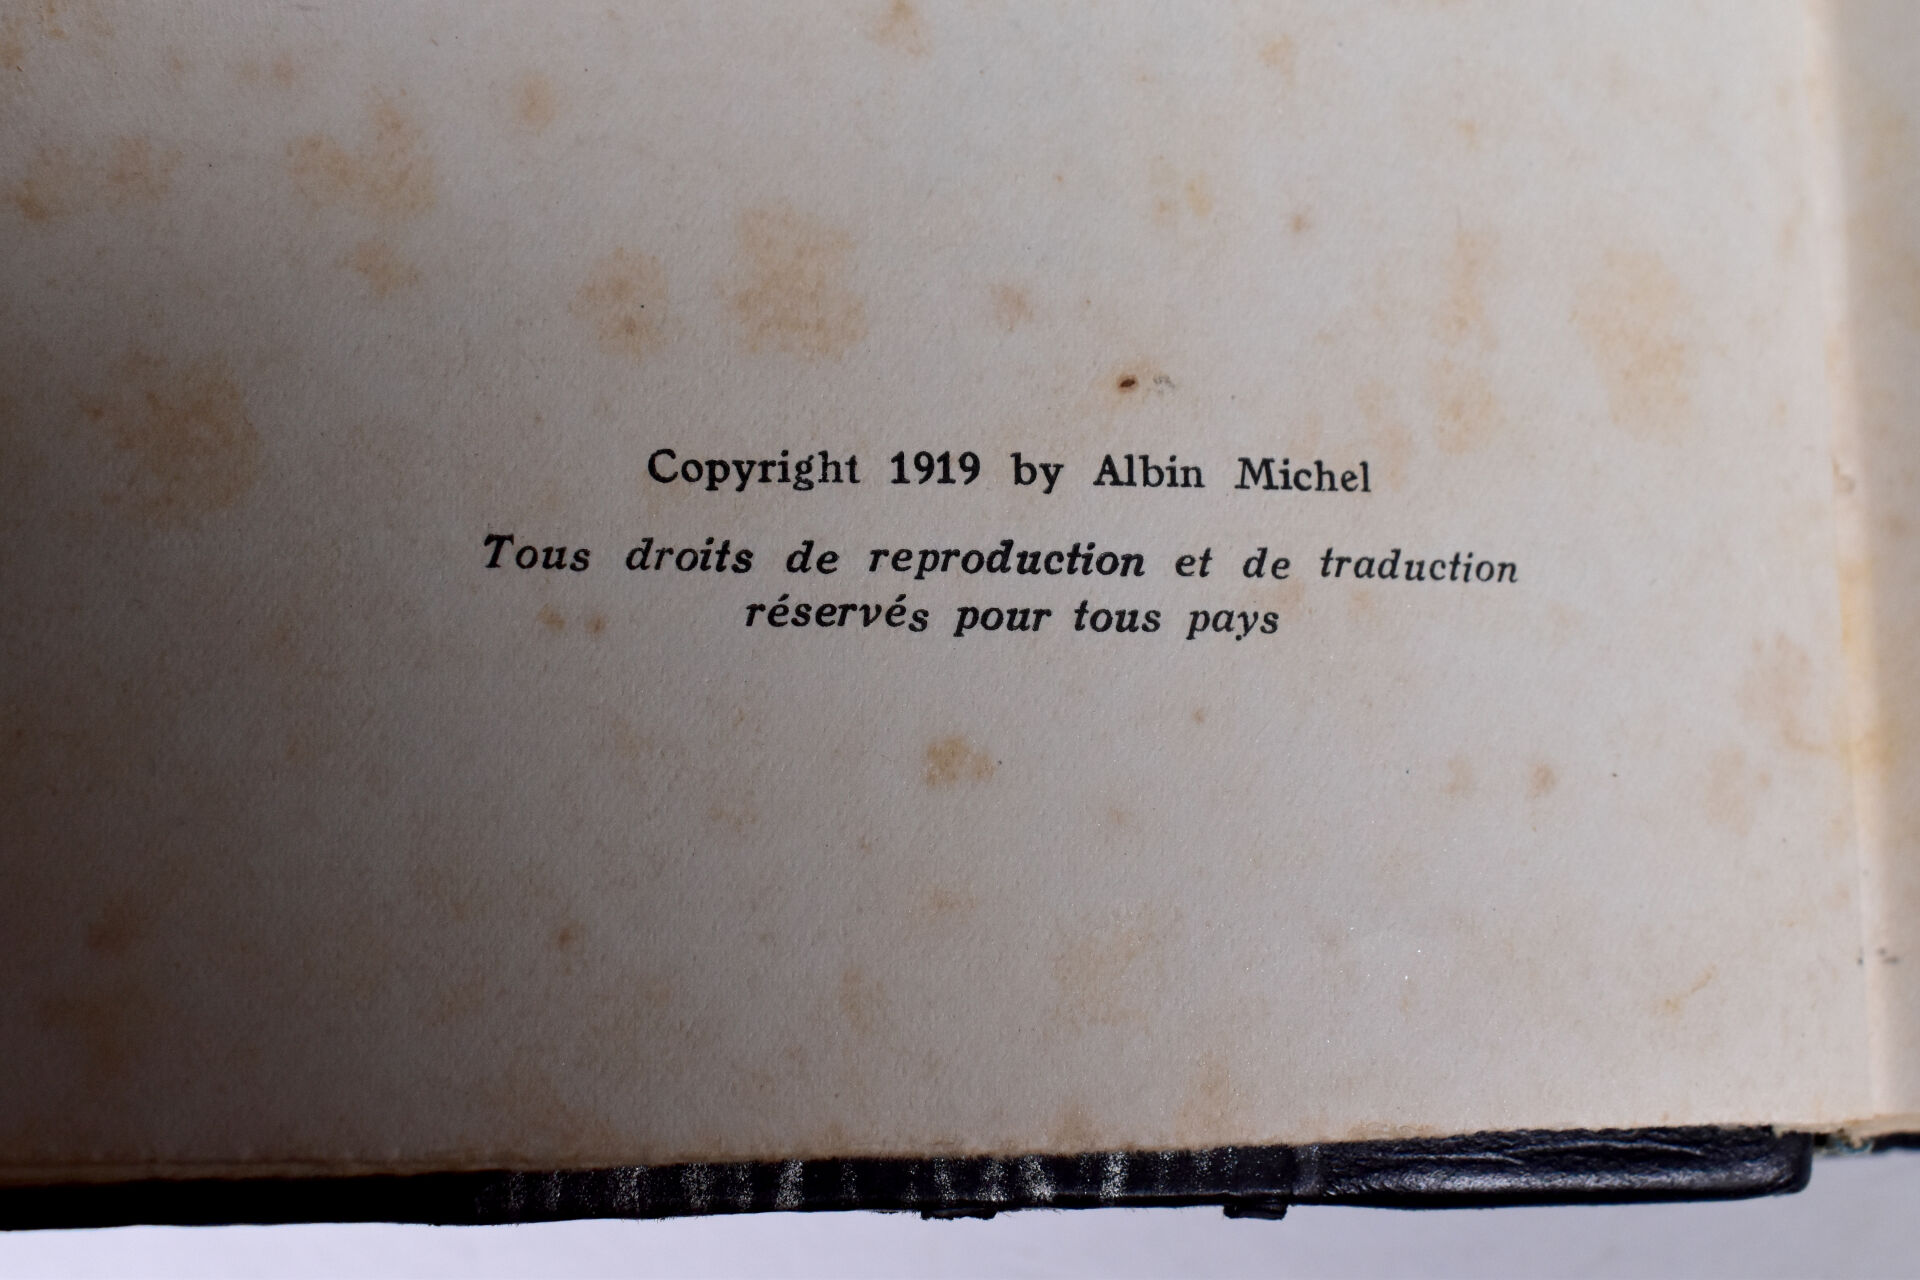 Copyright 1919 by Albin Michel
Tous droits de reproduction et de traduction
réservés pour tous pays